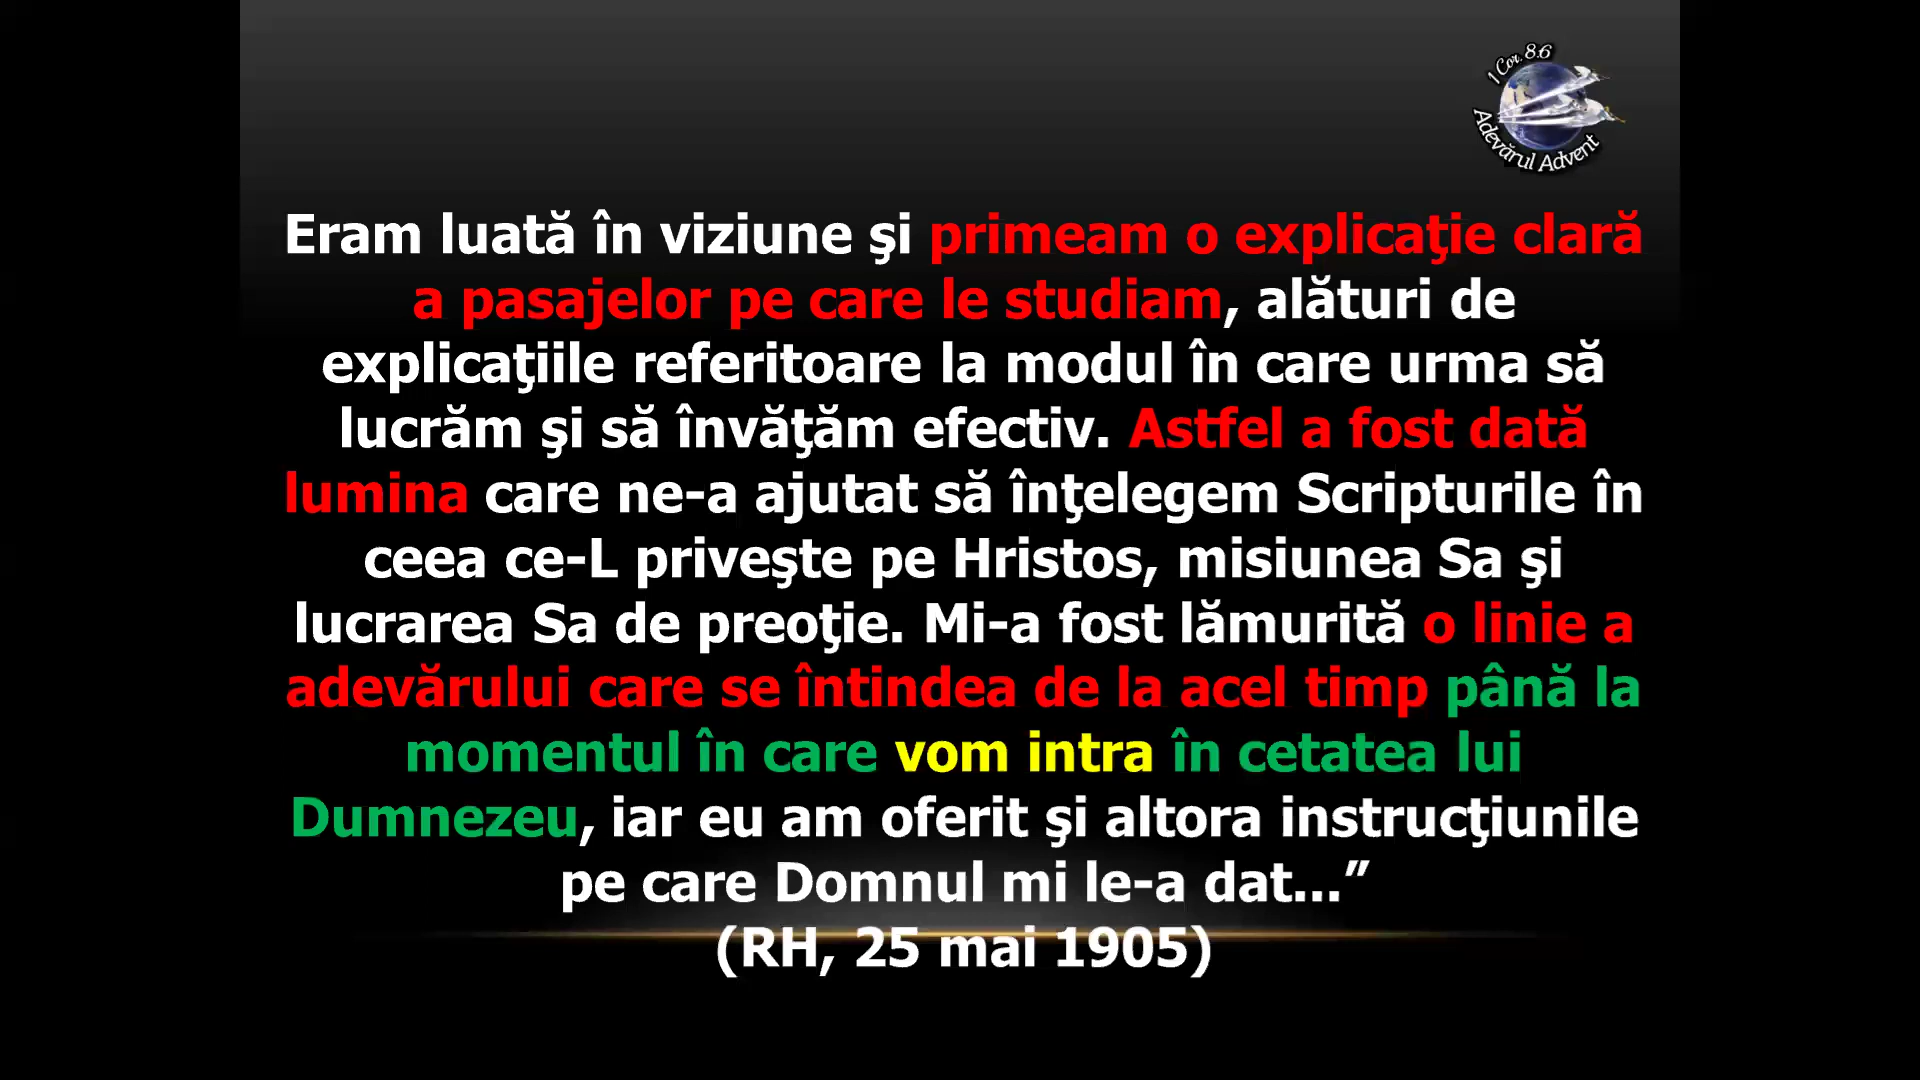 1 Cor. 8:6
Adevărul Advent
Eram luată în viziune şi primeam o explicaţie clară
a pasajelor pe care le studiam, alături de
explicaţiile referitoare la modul în care urma să
lucrăm şi să învăţăm efectiv. Astfel a fost dată
lumina care ne-a ajutat să înţelegem Scripturile în
ceea ce-L priveşte pe Hristos, misiunea Sa şi
lucrarea Sa de preoţie. Mi-a fost lămurită o linie a
adevărului care se întindea de la acel timp până la
momentul în care vom intra în cetatea lui
Dumnezeu, iar eu am oferit şi altora instrucţiunile
pe care Domnul mi le-a dat...”
(RH, 25 mai 1905)